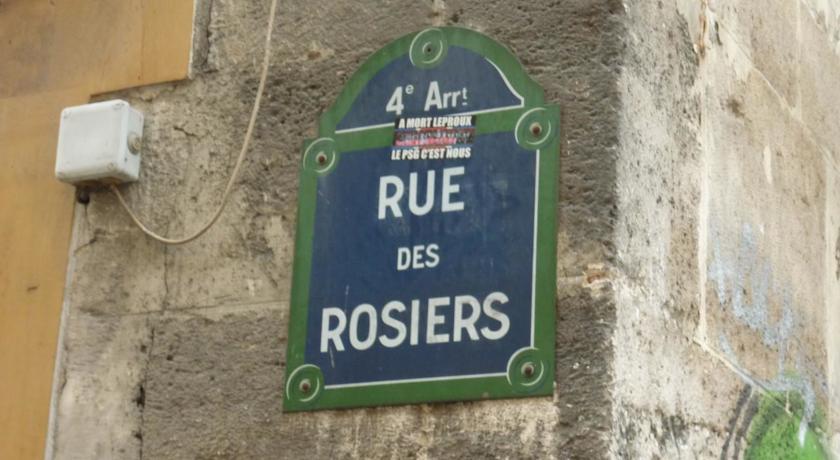 4e Arrt
A MORT LEPROUX
LE PSG C'EST NOUS
RUE
DES
ROSIERS